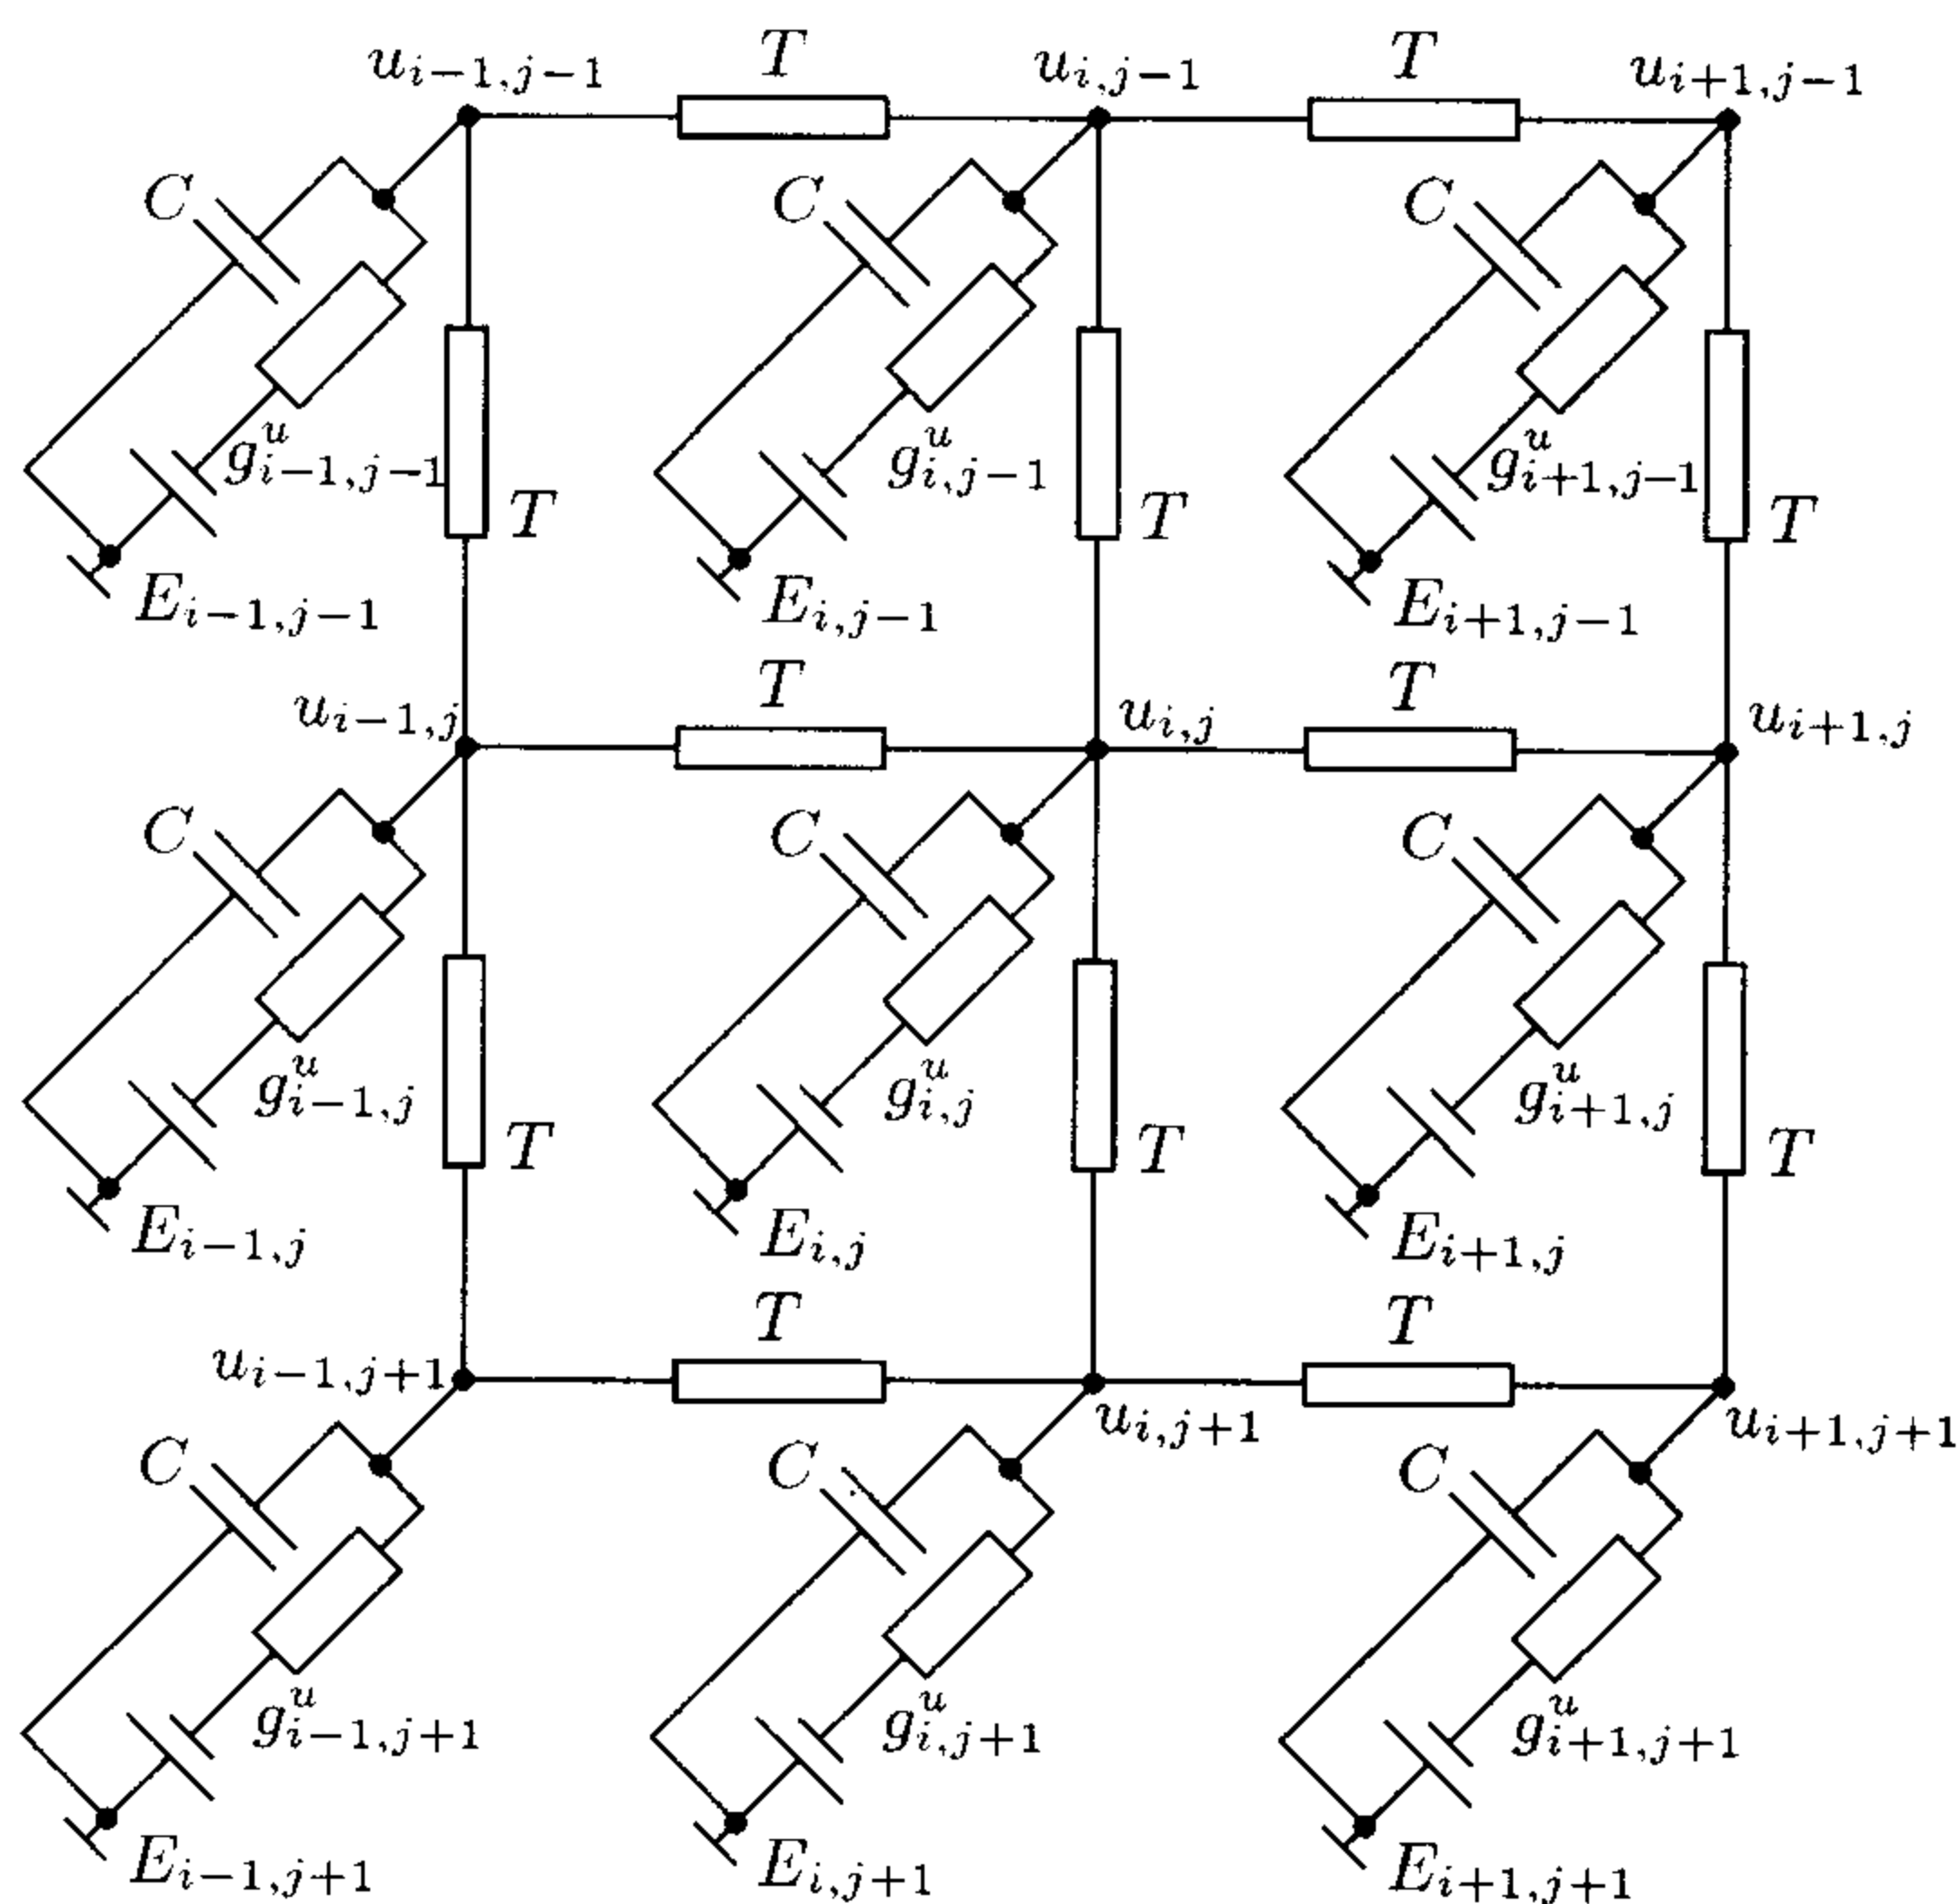 u_{i-1,j-1} T u_{i,j-1} T u_{i+1,j-1}
C C C
g^u_{i-1,j-1} g^u_{i,j-1} g^u_{i+1,j-1}
T T T
E_{i-1,j-1} E_{i,j-1} E_{i+1,j-1}
T T
u_{i-1,j} u_{i,j} u_{i+1,j}
C C C
g^u_{i-1,j} g^u_{i,j} g^u_{i+1,j}
T T T
E_{i-1,j} E_{i,j} E_{i+1,j}
T T
u_{i-1,j+1} u_{i,j+1} u_{i+1,j+1}
C C C
g^u_{i-1,j+1} g^u_{i,j+1} g^u_{i+1,j+1}
E_{i-1,j+1} E_{i,j+1} E_{i+1,j+1}